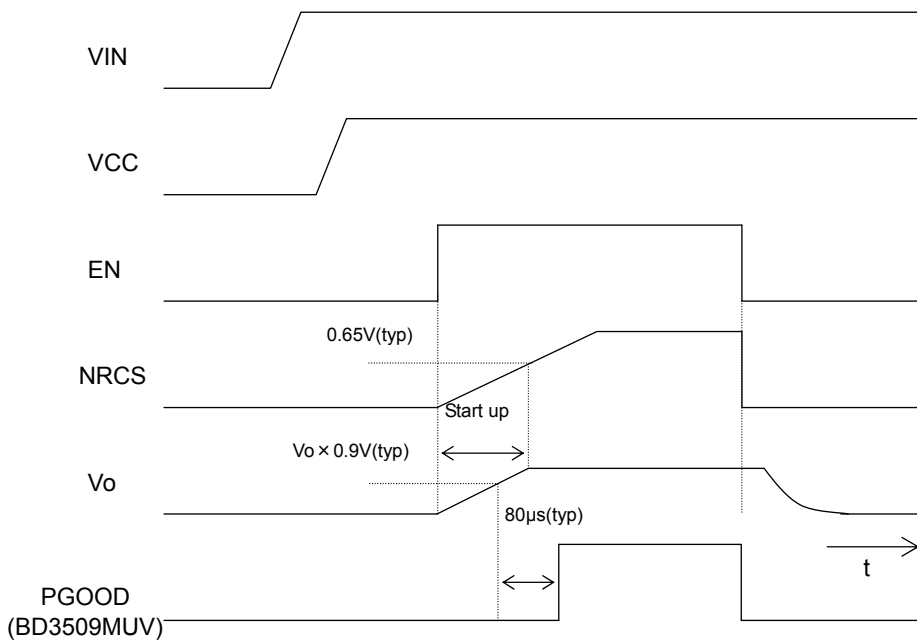 VIN
VCC
EN
0.65V(typ)
NRCS
Start up
Vo×0.9V(typ)
Vo
80µs(typ)
t
PGOOD
(BD3509MUV)